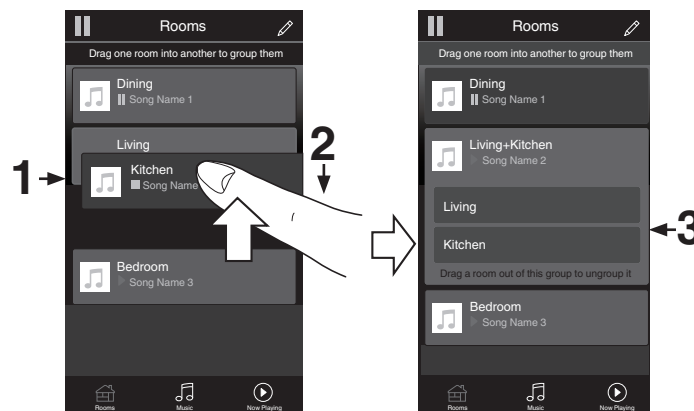 Rooms
Drag one room into another to group them
Dining
Song Name 1
Living
Kitchen
Song Name
Bedroom
Song Name 3
Rooms
Music
Now Playing
1
2
Rooms
Drag one room into another to group them
Dining
Song Name 1
Living+Kitchen
Song Name 2
Living
Kitchen
Drag a room out of this group to ungroup it
Bedroom
Song Name 3
Rooms
Music
Now Playing
3